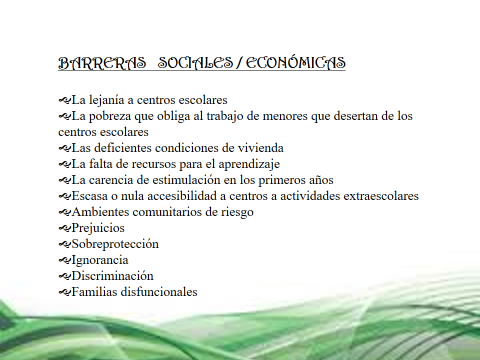 BARRERAS SOCIALES / ECONÓMICAS
La lejanía a centros escolares
La pobreza que obliga al trabajo de menores que desertan de los
centros escolares
Las deficientes condiciones de vivienda
La falta de recursos para el aprendizaje
La carencia de estimulación en los primeros años
Escasa o nula accesibilidad a centros a actividades extraescolares
Ambientes comunitarios de riesgo
Prejuicios
Sobreprotección
Ignorancia
Discriminación
Familias disfuncionales